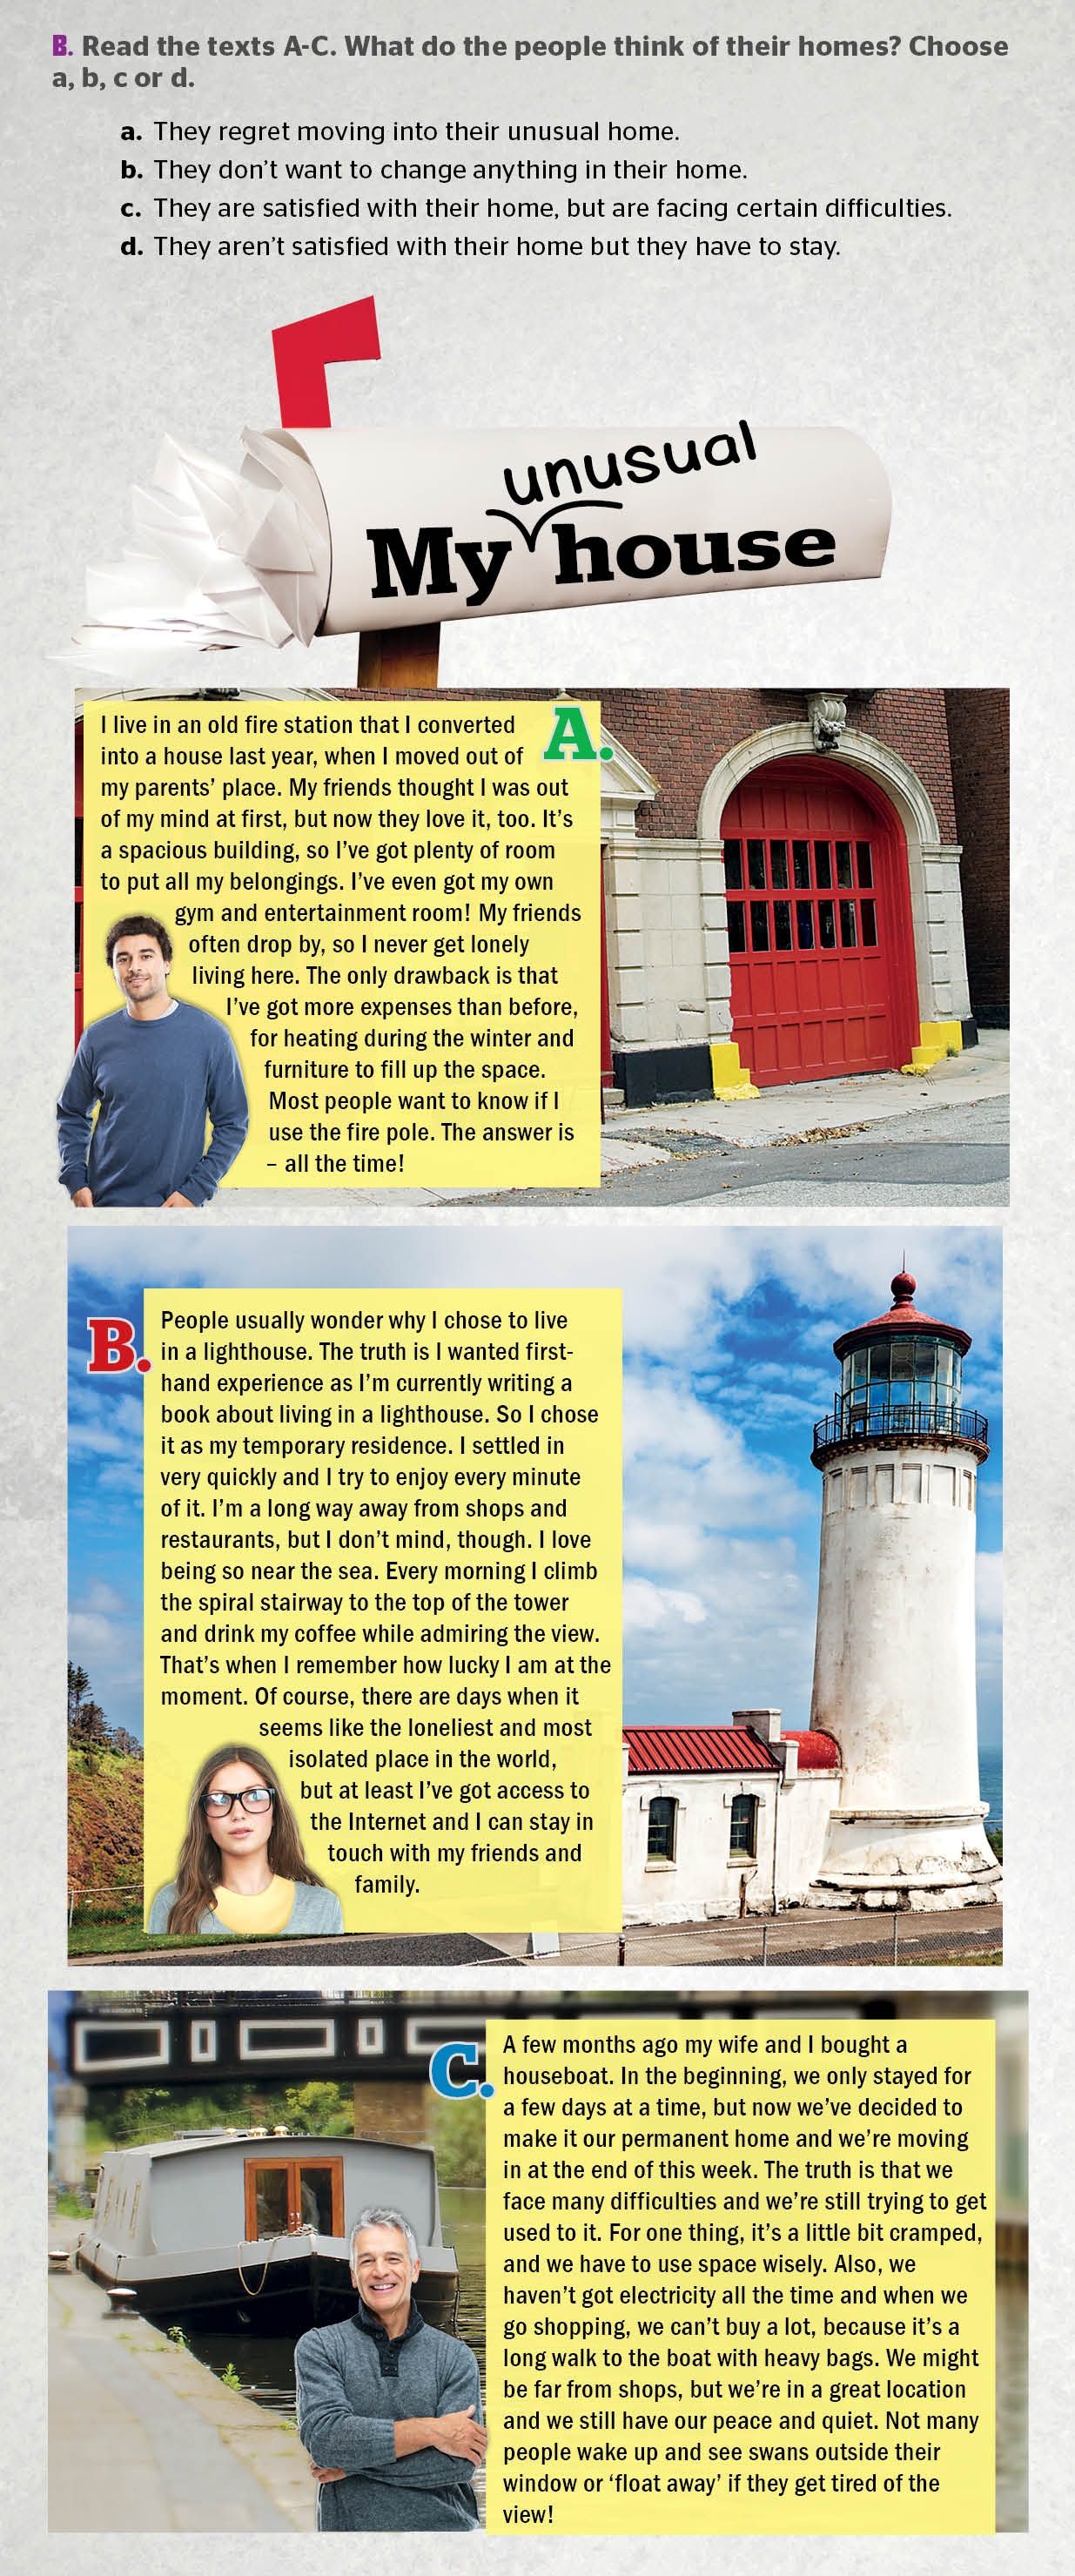 B. Read the texts A-C. What do the people think of their homes? Choose
a, b, c or d.
a. They regret moving into their unusual home.
b. They don’t want to change anything in their home.
c. They are satisfied with their home, but are facing certain difficulties.
d. They aren’t satisfied with their home but they have to stay.
unusual
My house
A.
I live in an old fire station that I converted
into a house last year, when I moved out of
my parents’ place. My friends thought I was out
of my mind at first, but now they love it, too. It’s
a spacious building, so I’ve got plenty of room
to put all my belongings. I’ve even got my own
gym and entertainment room! My friends
often drop by, so I never get lonely
living here. The only drawback is that
I’ve got more expenses than before,
for heating during the winter and
furniture to fill up the space.
Most people want to know if I
use the fire pole. The answer is
– all the time!
B.
People usually wonder why I chose to live
in a lighthouse. The truth is I wanted first-
hand experience as I’m currently writing a
book about living in a lighthouse. So I chose
it as my temporary residence. I settled in
very quickly and I try to enjoy every minute
of it. I’m a long way away from shops and
restaurants, but I don’t mind, though. I love
being so near the sea. Every morning I climb
the spiral stairway to the top of the tower
and drink my coffee while admiring the view.
That’s when I remember how lucky I am at the
moment. Of course, there are days when it
seems like the loneliest and most
isolated place in the world,
but at least I’ve got access to
the Internet and I can stay in
touch with my friends and
family.
C.
A few months ago my wife and I bought a
houseboat. In the beginning, we only stayed for
a few days at a time, but now we’ve decided to
make it our permanent home and we’re moving
in at the end of this week. The truth is that we
face many difficulties and we’re still trying to get
used to it. For one thing, it’s a little bit cramped,
and we have to use space wisely. Also, we
haven’t got electricity all the time and when we
go shopping, we can’t buy a lot, because it’s a
long walk to the boat with heavy bags. We might
be far from shops, but we’re in a great location
and we still have our peace and quiet. Not many
people wake up and see swans outside their
window or ‘float away’ if they get tired of the
view!